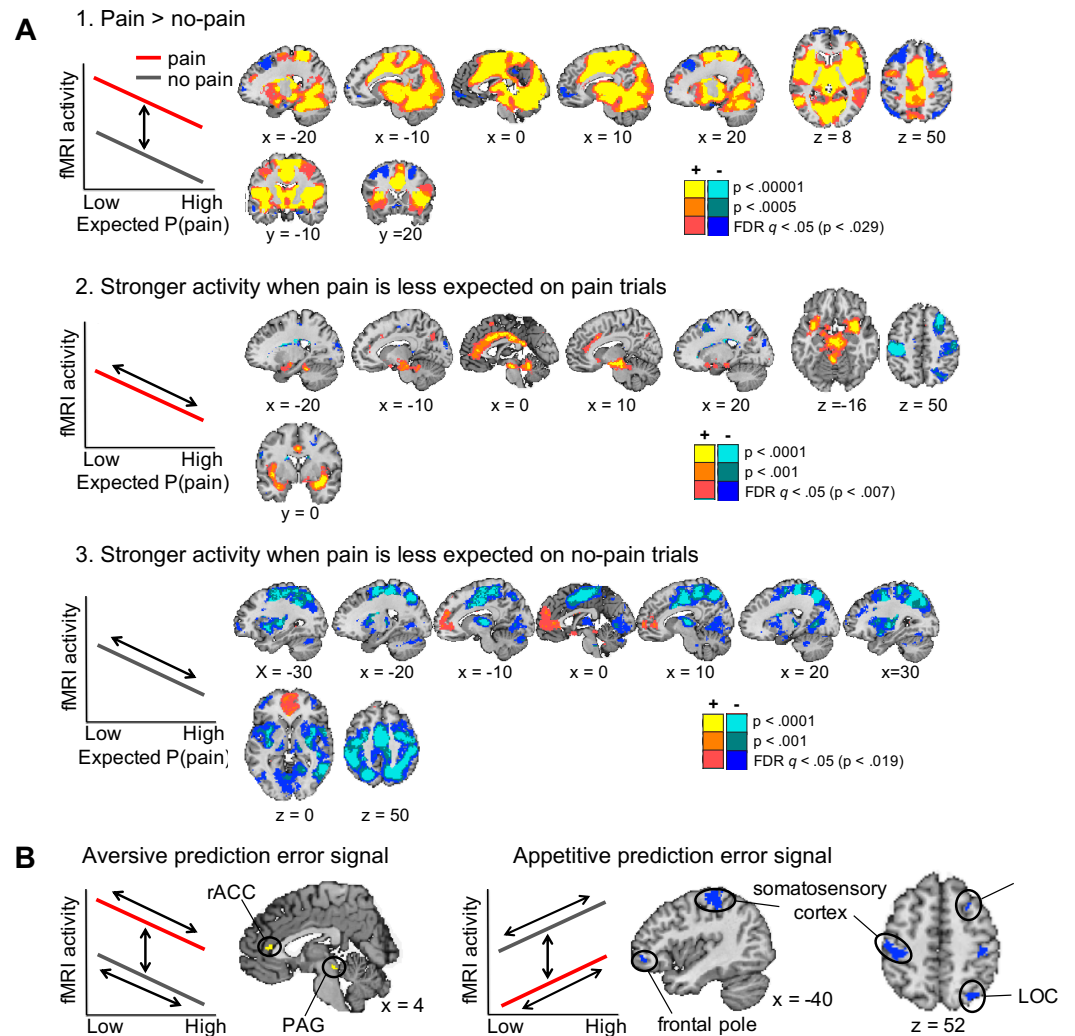 A
1. Pain > no-pain
pain
no pain
fMRI activity
Low High
Expected P(pain)
x = -20 x = -10 x = 0 x = 10 x = 20 z = 8 z = 50
y = -10 y =20
+ -
p < .00001
p < .0005
FDR q < .05 (p < .029)
2. Stronger activity when pain is less expected on pain trials
fMRI activity
Low High
Expected P(pain)
x = -20 x = -10 x = 0 x = 10 x = 20 z=-16 z = 50
y = 0
+ -
p < .0001
p < .001
FDR q < .05 (p < .007)
3. Stronger activity when pain is less expected on no-pain trials
fMRI activity
Low High
Expected P(pain)
X = -30 x = -20 x = -10 x = 0 x = 10 x = 20 x=30
z = 0 z = 50
+ -
p < .0001
p < .001
FDR q < .05 (p < .019)
B
Aversive prediction error signal
fMRI activity
Low High
rACC
PAG
x = 4
Appetitive prediction error signal
fMRI activity
Low High
somatosensory
cortex
frontal pole
x = -40
LOC
z = 52